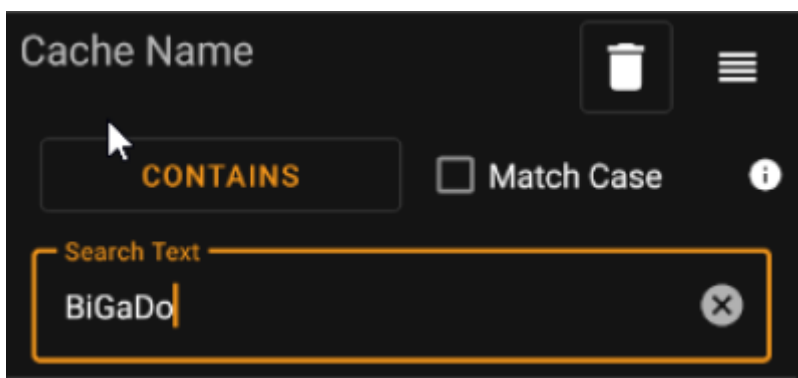 Cache Name
CONTAINS
Match Case
Search Text
BiGaDo